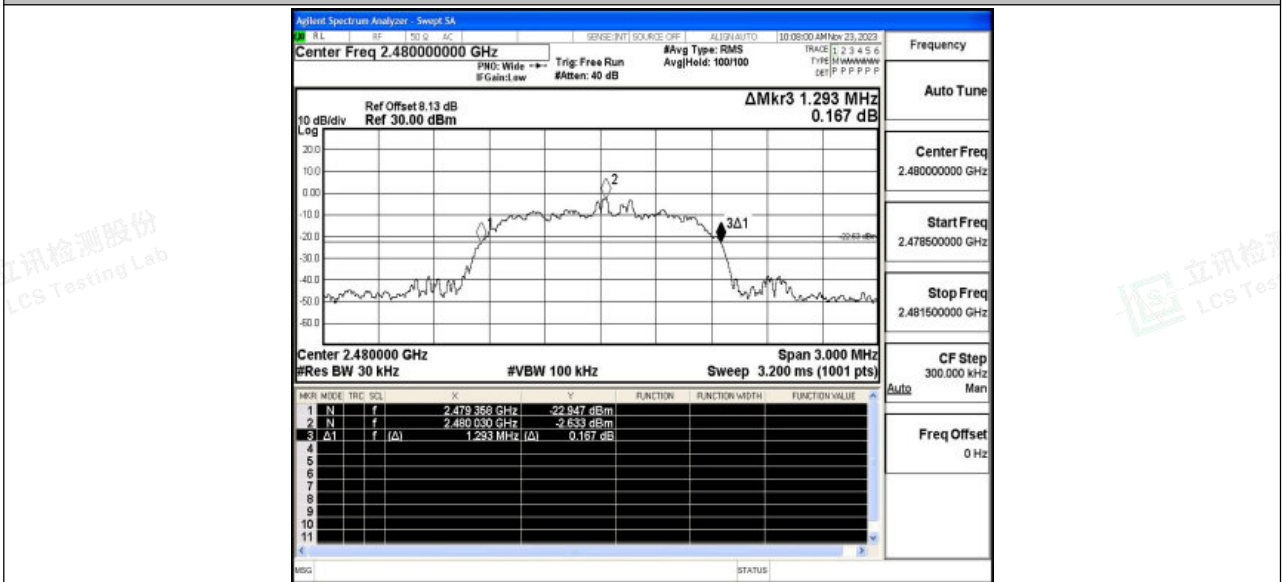 Agilent Spectrum Analyzer - Swept SA
RL RF 50 Ω AC SENSE:INT SOURCE OFF ALIGN AUTO 10:08:00 AM Nov 23, 2023
Center Freq 2.480000000 GHz
PNO: Wide
IFGain:Low
Trig: Free Run
#Atten: 40 dB
#Avg Type: RMS
Avg|Hold: 100/100
TRACE 1 2 3 4 5 6
TYPE M
DET P P P P P P
Frequency
Auto Tune
Center Freq
2.480000000 GHz
Start Freq
2.478500000 GHz
Stop Freq
2.481500000 GHz
CF Step
300.000 kHz
Auto Man
Freq Offset
0 Hz
Ref Offset 8.13 dB
10 dB/div Ref 30.00 dBm
Log
ΔMkr3 1.293 MHz
0.167 dB
20.0
10.0
0.00
-10.0
-20.0
-30.0
-40.0
-50.0
-60.0
1
2
3Δ1
-22.63 dBm
Center 2.480000 GHz Span 3.000 MHz
#Res BW 30 kHz #VBW 100 kHz Sweep 3.200 ms (1001 pts)
MKR MODE TRC SCL X Y FUNCTION FUNCTION WIDTH FUNCTION VALUE
1 N f 2.479 358 GHz -22.947 dBm
2 N f 2.480 030 GHz -2.633 dBm
3 Δ1 f (Δ) 1.293 MHz (Δ) 0.167 dB
4
5
6
7
8
9
10
11
MSG STATUS
立讯检测股份
LCS Testing Lab
立讯检
LCS Tes